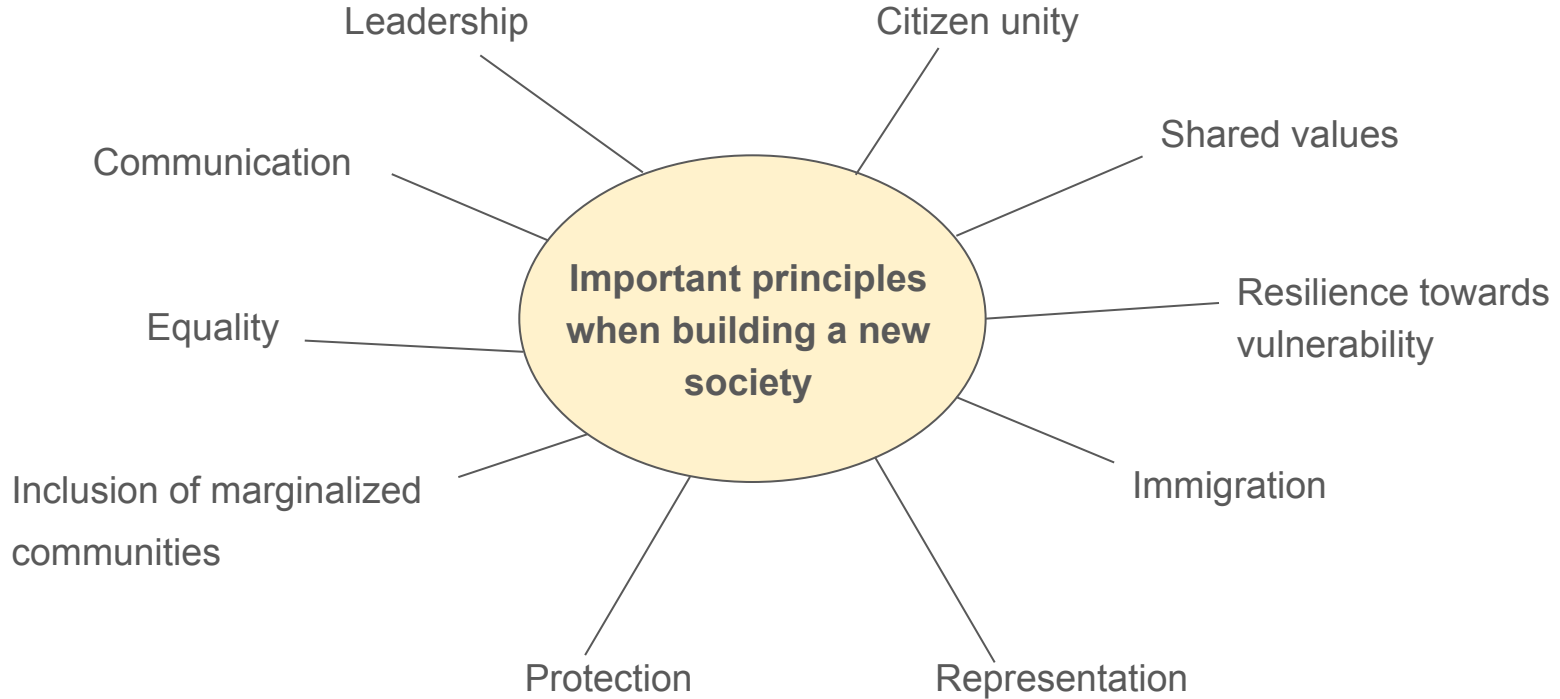 Leadership
Citizen unity
Communication
Shared values
Important principles
when building a new
society
Equality
Resilience towards
vulnerability
Inclusion of marginalized
communities
Immigration
Protection
Representation